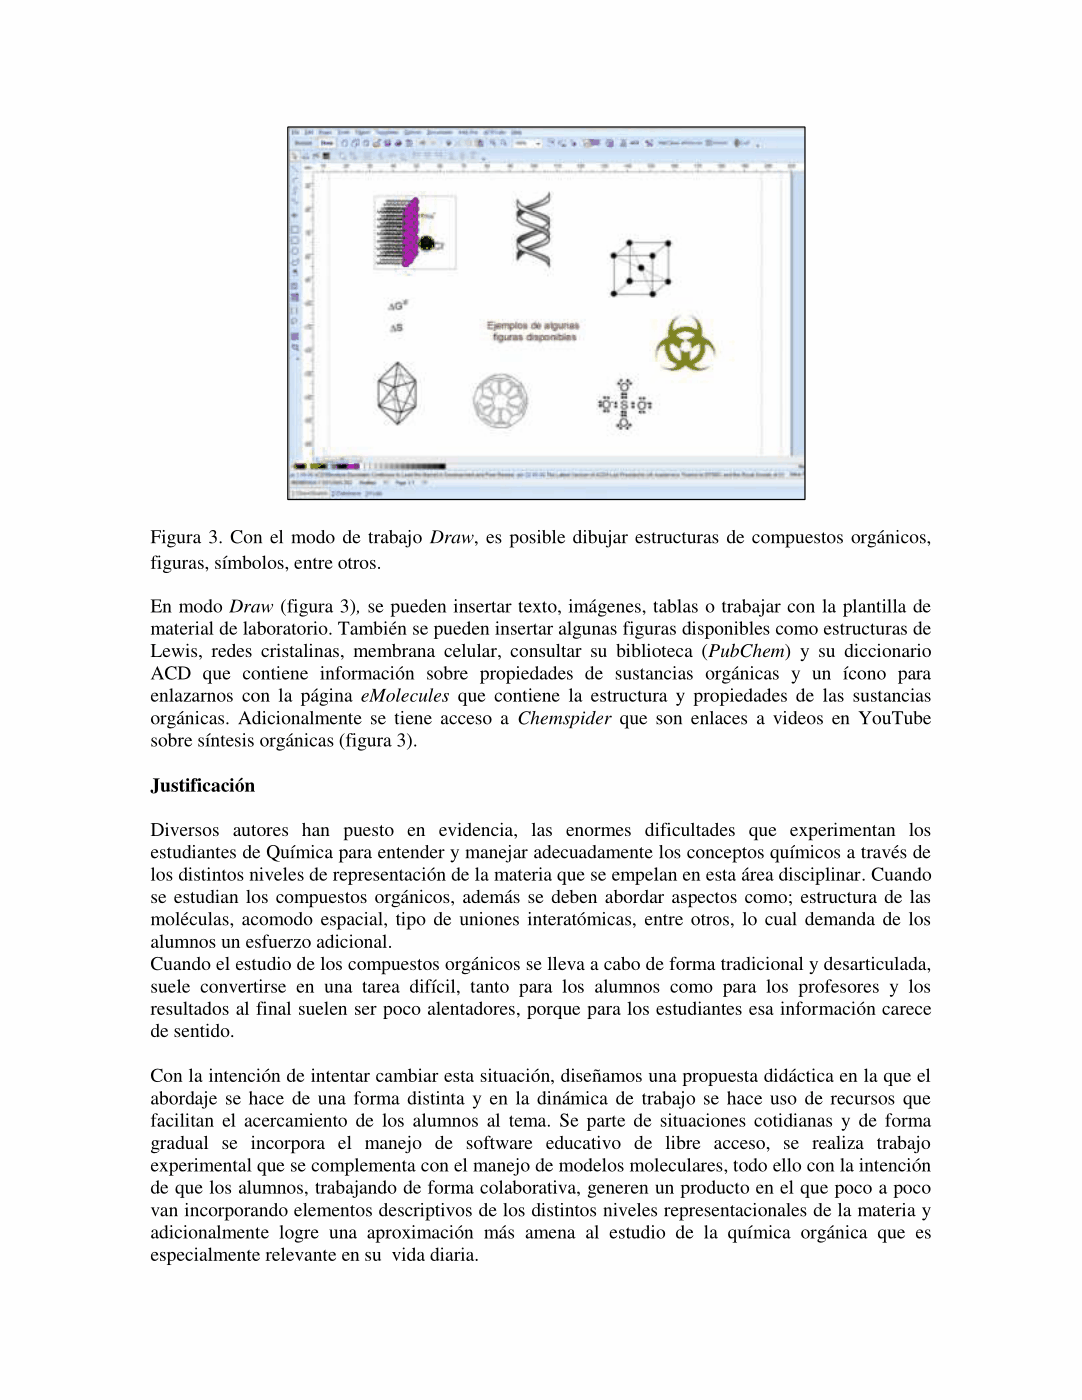 ΔG
ΔS
Ejemplos de algunas
figuras disponibles
Figura 3. Con el modo de trabajo Draw, es posible dibujar estructuras de compuestos orgánicos,
figuras, símbolos, entre otros.
En modo Draw (figura 3), se pueden insertar texto, imágenes, tablas o trabajar con la plantilla de
material de laboratorio. También se pueden insertar algunas figuras disponibles como estructuras de
Lewis, redes cristalinas, membrana celular, consultar su biblioteca (PubChem) y su diccionario
ACD que contiene información sobre propiedades de sustancias orgánicas y un ícono para
enlazarnos con la página eMolecules que contiene la estructura y propiedades de las sustancias
orgánicas. Adicionalmente se tiene acceso a Chemspider que son enlaces a videos en YouTube
sobre síntesis orgánicas (figura 3).
Justificación
Diversos autores han puesto en evidencia, las enormes dificultades que experimentan los
estudiantes de Química para entender y manejar adecuadamente los conceptos químicos a través de
los distintos niveles de representación de la materia que se empelan en esta área disciplinar. Cuando
se estudian los compuestos orgánicos, además se deben abordar aspectos como; estructura de las
moléculas, acomodo espacial, tipo de uniones interatómicas, entre otros, lo cual demanda de los
alumnos un esfuerzo adicional.
Cuando el estudio de los compuestos orgánicos se lleva a cabo de forma tradicional y desarticulada,
suele convertirse en una tarea difícil, tanto para los alumnos como para los profesores y los
resultados al final suelen ser poco alentadores, porque para los estudiantes esa información carece
de sentido.
Con la intención de intentar cambiar esta situación, diseñamos una propuesta didáctica en la que el
abordaje se hace de una forma distinta y en la dinámica de trabajo se hace uso de recursos que
facilitan el acercamiento de los alumnos al tema. Se parte de situaciones cotidianas y de forma
gradual se incorpora el manejo de software educativo de libre acceso, se realiza trabajo
experimental que se complementa con el manejo de modelos moleculares, todo ello con la intención
de que los alumnos, trabajando de forma colaborativa, generen un producto en el que poco a poco
van incorporando elementos descriptivos de los distintos niveles representacionales de la materia y
adicionalmente logre una aproximación más amena al estudio de la química orgánica que es
especialmente relevante en su vida diaria.